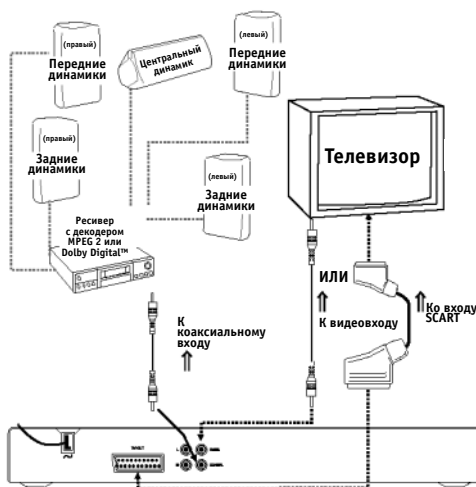 (правый)
Передние
динамики
Центральный
динамик
(левый)
Передние
динамики
(правый)
Задние
динамики
(левый)
Задние
динамики
Телевизор
Ресивер
с декодером
MPEG 2 или
Dolby Digital™
ИЛИ
К
коаксиальному
входу
К видеовходу
Ко входу
SCART
L
R